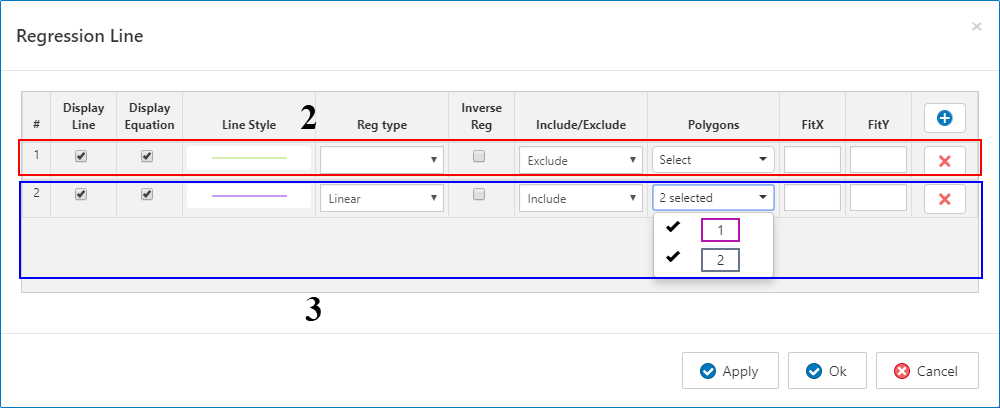 Regression Line
×
# Display Line Display Equation Line Style 2 Reg type Inverse Reg Include/Exclude Polygons FitX FitY
1 Exclude Select
2 Linear Include 2 selected
1
2
3
Apply Ok Cancel